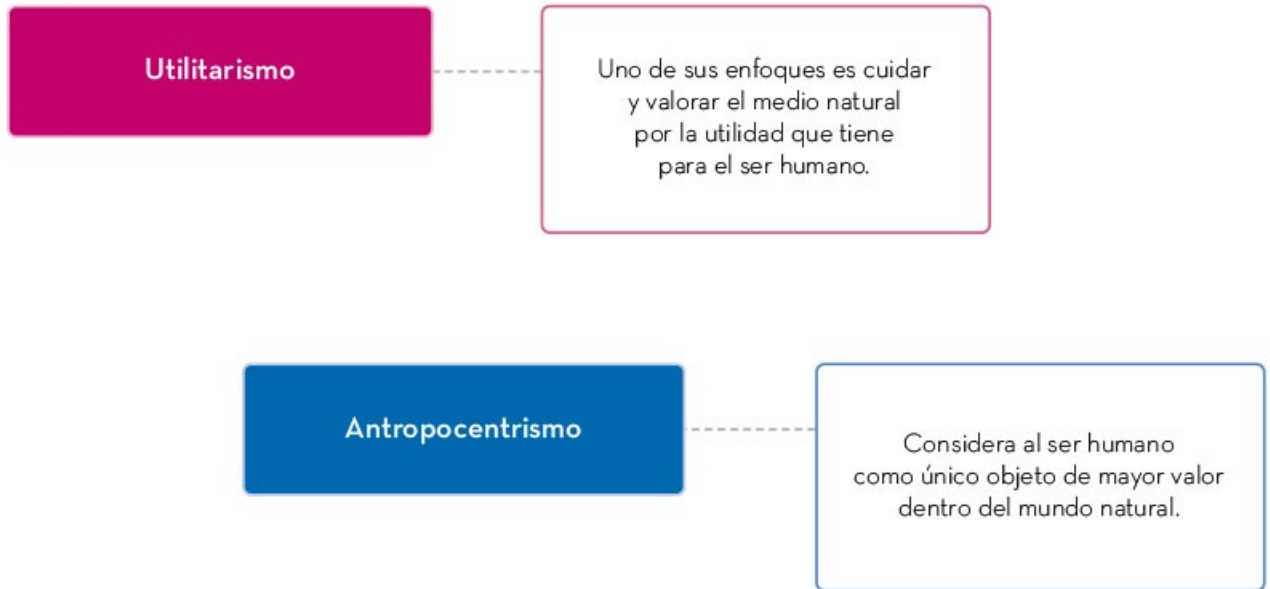 Utilitarismo
Uno de sus enfoques es cuidar
y valorar el medio natural
por la utilidad que tiene
para el ser humano.
Antropocentrismo
Considera al ser humano
como único objeto de mayor valor
dentro del mundo natural.